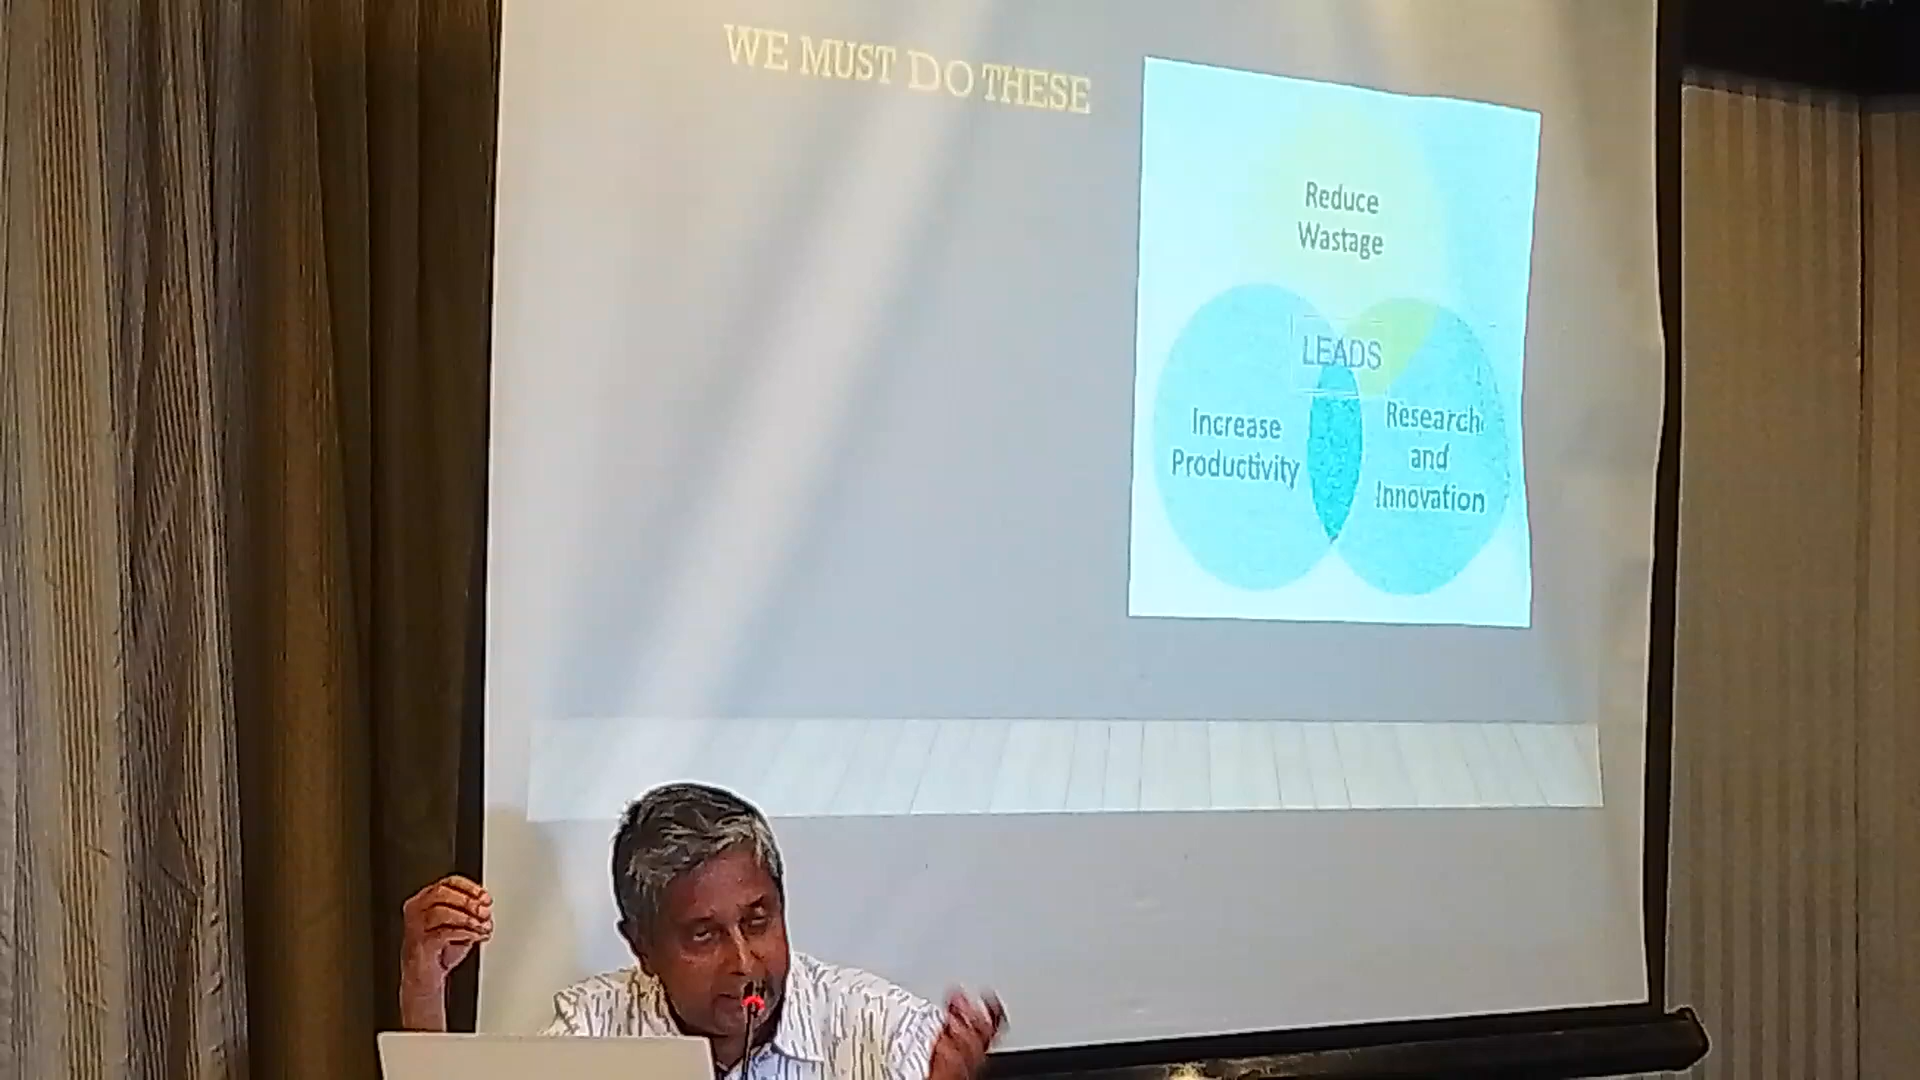 WE MUST DO THESE
Reduce
Wastage
LEADS
Increase
Productivity
Research
and
Innovation